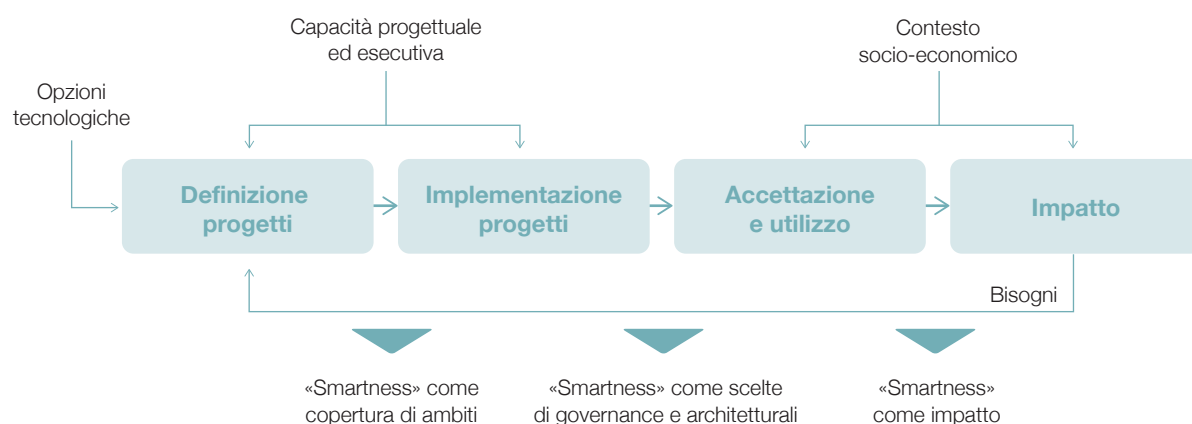 Capacità progettuale
ed esecutiva
Contesto
socio-economico
Opzioni
tecnologiche
Definizione
progetti
Implementazione
progetti
Accettazione
e utilizzo
Impatto
Bisogni
«Smartness» come
copertura di ambiti
«Smartness» come scelte
di governance e architetturali
«Smartness»
come impatto